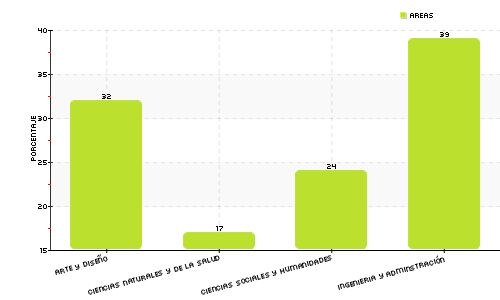 AREAS
40
35
30
25
20
15
PORCENTAJE
32
17
24
39
ARTE Y DISEÑO
CIENCIAS NATURALES Y DE LA SALUD
CIENCIAS SOCIALES Y HUMANIDADES
INGENIERIA Y ADMINSTRACIÓN